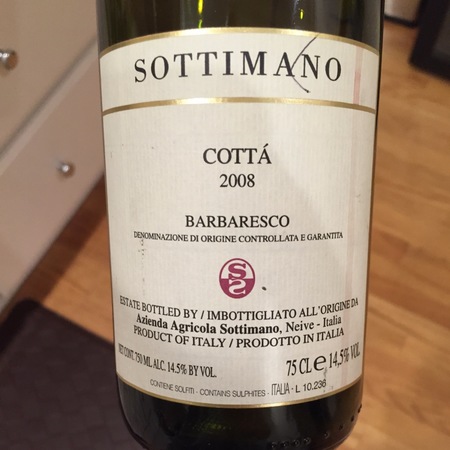 SOTTIMANO
COTTÁ
2008
BARBARESCO
DENOMINAZIONE DI ORIGINE CONTROLLATA E GARANTITA
SS
ESTATE BOTTLED BY / IMBOTTIGLIATO ALL'ORIGINE DA
Azienda Agricola Sottimano, Neive - Italia
PRODUCT OF ITALY / PRODOTTO IN ITALIA
NET CONT. 750 ML ALC. 14.5% BY VOL. 75 CL e 14,5% VOL.
CONTIENE SOLFITI - CONTAINS SULPHITES - ITALIA - L 10.236